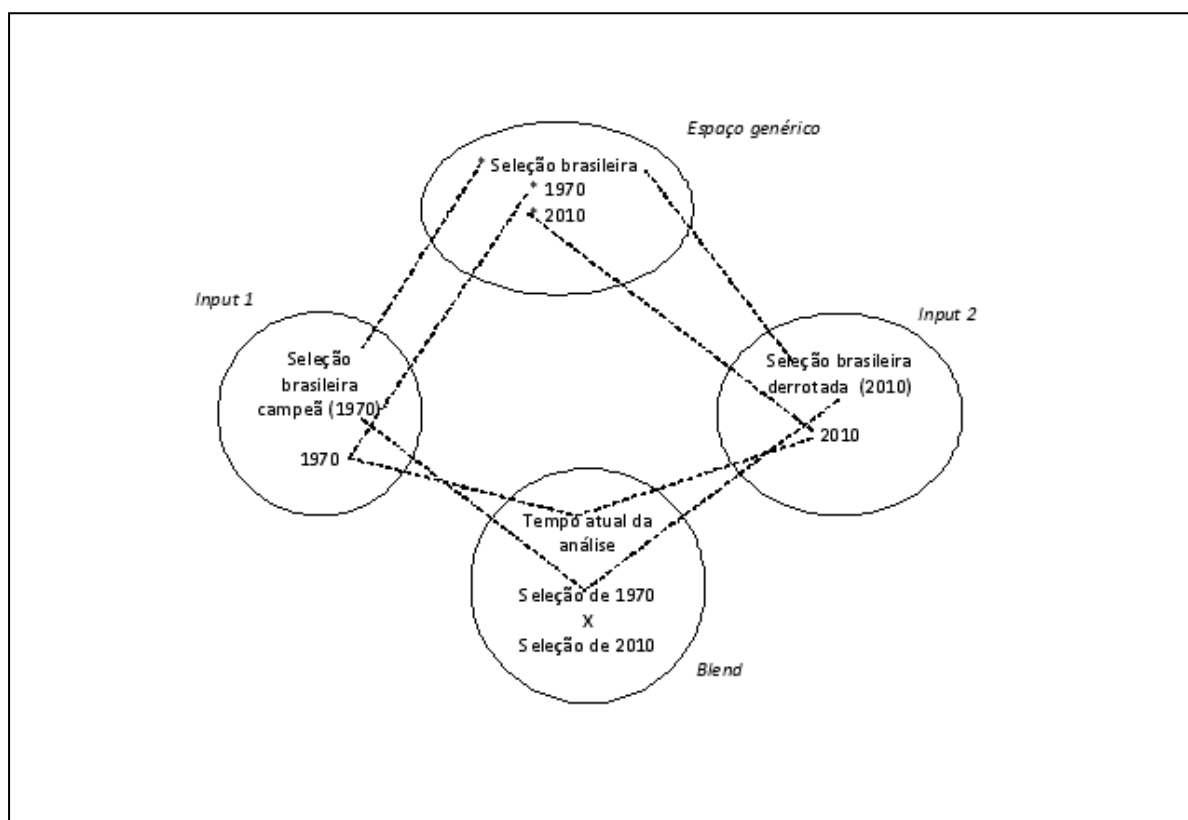 Espaço genérico
* Seleção brasileira
* 1970
* 2010
Input 1
Seleção
brasileira
campeã (1970)
1970
Input 2
Seleção brasileira
derrotada (2010)
2010
Tempo atual da
análise
Seleção de 1970
X
Seleção de 2010
Blend